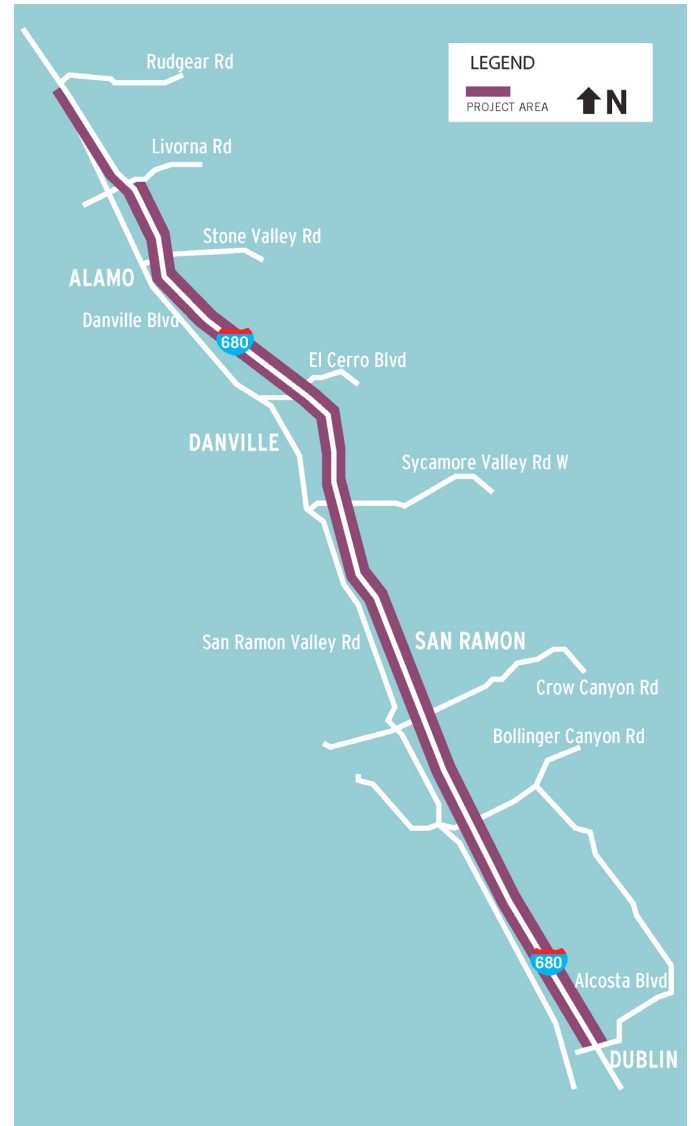 Rudgear Rd
LEGEND
PROJECT AREA
N
Livorna Rd
Stone Valley Rd
ALAMO
Danville Blvd
680
El Cerro Blvd
DANVILLE
Sycamore Valley Rd W
San Ramon Valley Rd
SAN RAMON
Crow Canyon Rd
Bollinger Canyon Rd
680
Alcosta Blvd
DUBLIN